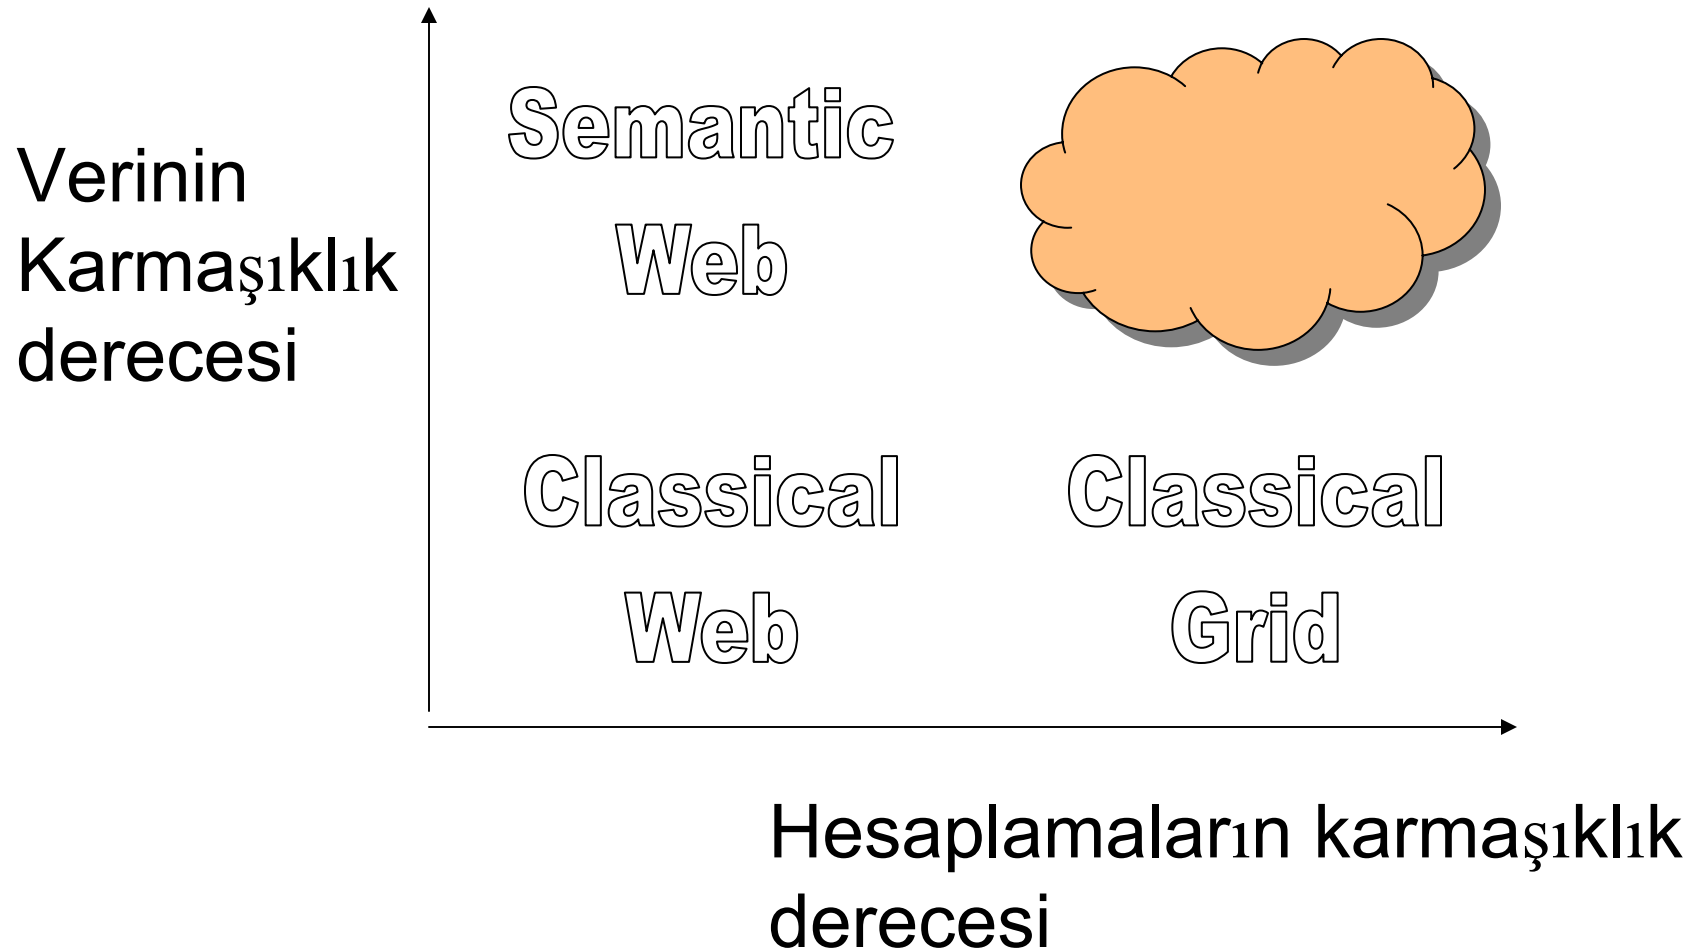 Verinin
Karmaşıklık
derecesi
Semantic
Web
Classical
Web
Classical
Grid
Hesaplamaların karmaşıklık
derecesi